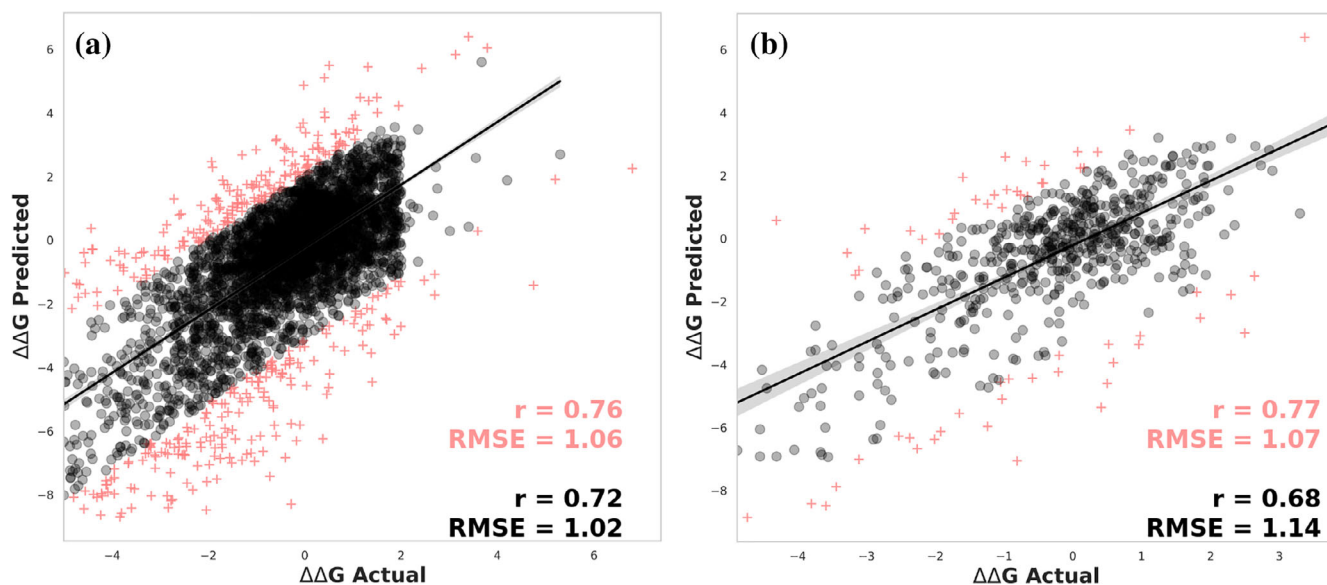 (a)
ΔΔG Predicted
6
4
2
0
−2
−4
−6
−8
r = 0.76
RMSE = 1.06
r = 0.72
RMSE = 1.02
−4
−2
0
2
4
6
ΔΔG Actual
(b)
ΔΔG Predicted
6
4
2
0
−2
−4
−6
−8
r = 0.77
RMSE = 1.07
r = 0.68
RMSE = 1.14
−4
−3
−2
−1
0
1
2
3
ΔΔG Actual